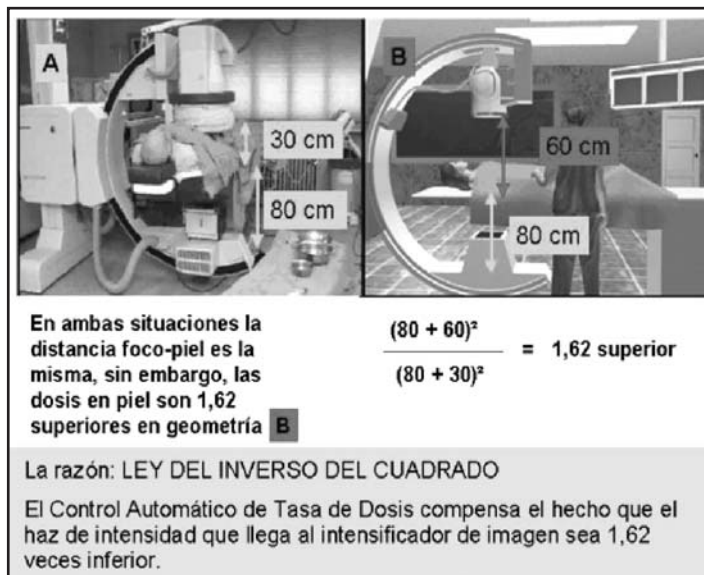 A
30 cm
80 cm
B
60 cm
80 cm
En ambas situaciones la
distancia foco-piel es la
misma, sin embargo, las
dosis en piel son 1,62
superiores en geometría B
(80 + 60)²
(80 + 30)²
= 1,62 superior
La razón: LEY DEL INVERSO DEL CUADRADO
El Control Automático de Tasa de Dosis compensa el hecho que el
haz de intensidad que llega al intensificador de imagen sea 1,62
veces inferior.